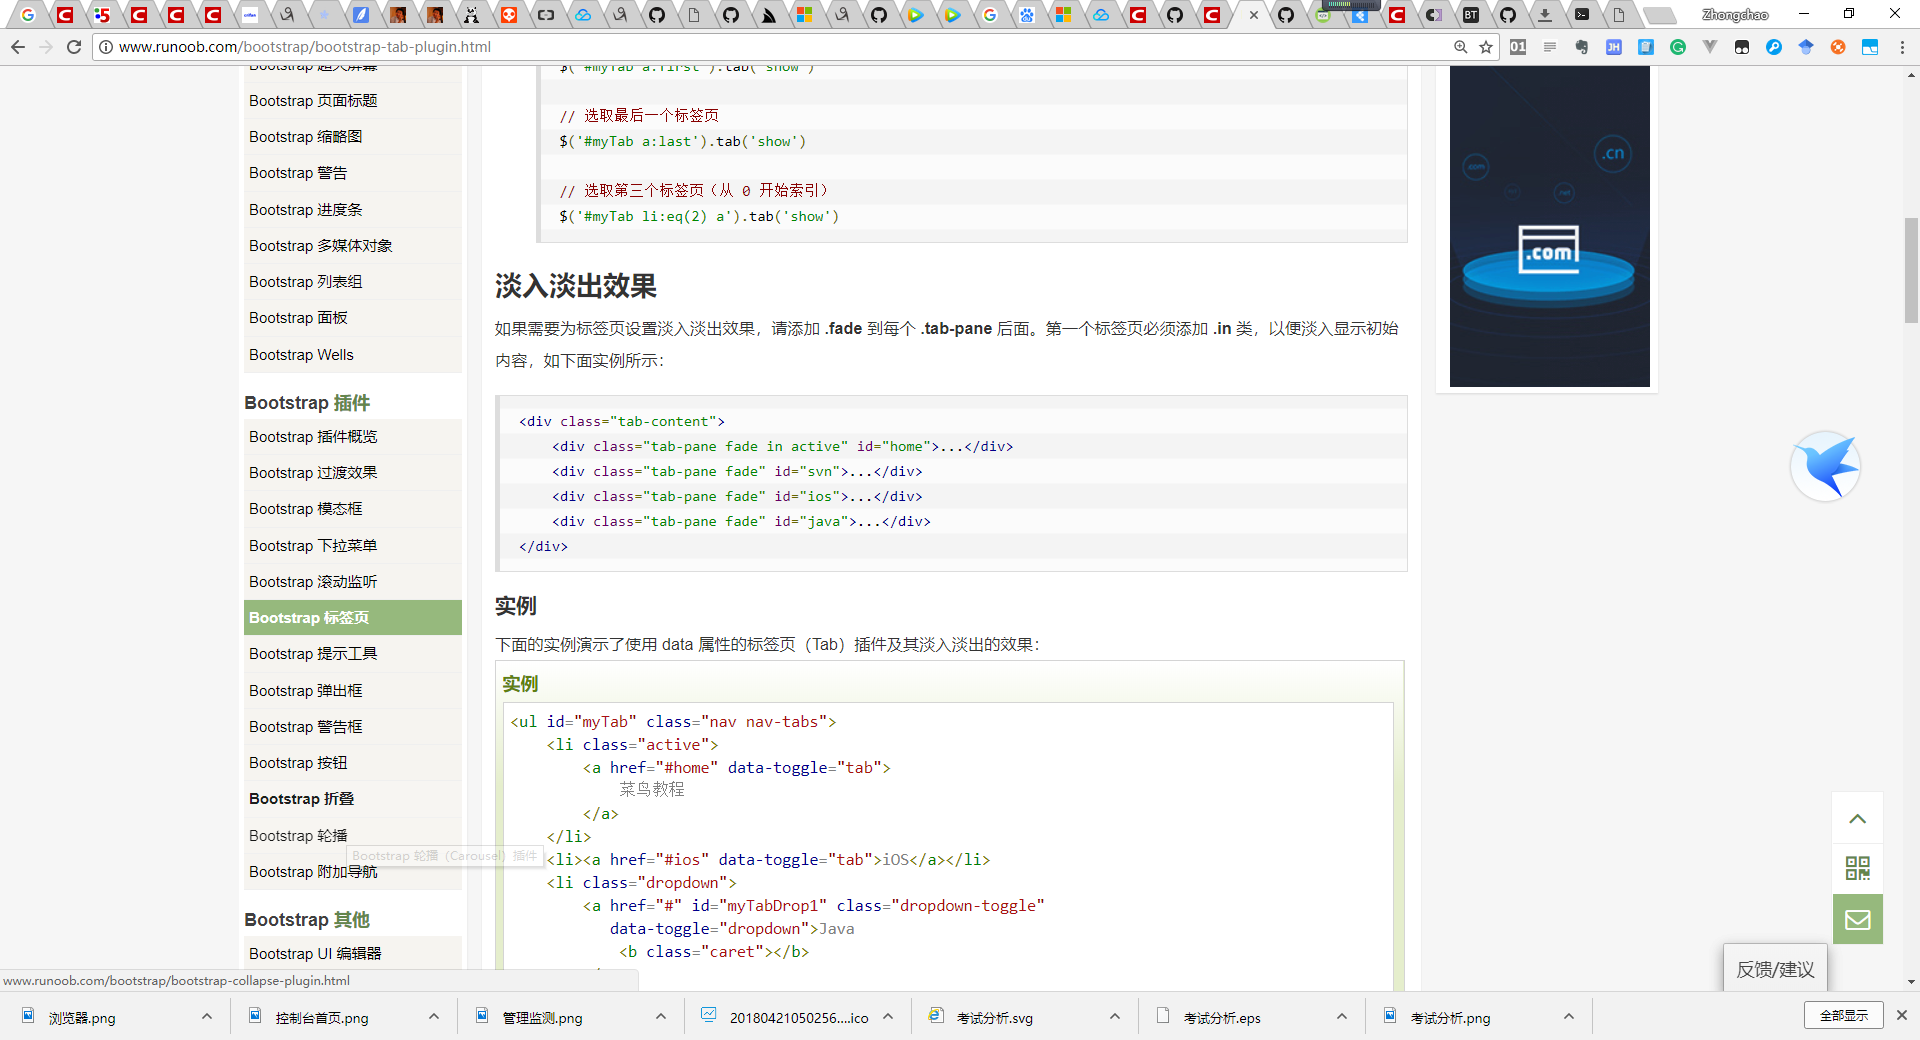 Zhongchao
www.runoob.com/bootstrap/bootstrap-tab-plugin.html
Bootstrap 超大屏幕
Bootstrap 页面标题
Bootstrap 缩略图
Bootstrap 警告
Bootstrap 进度条
Bootstrap 多媒体对象
Bootstrap 列表组
Bootstrap 面板
Bootstrap Wells
Bootstrap 插件
Bootstrap 插件概览
Bootstrap 过渡效果
Bootstrap 模态框
Bootstrap 下拉菜单
Bootstrap 滚动监听
Bootstrap 标签页
Bootstrap 提示工具
Bootstrap 弹出框
Bootstrap 警告框
Bootstrap 按钮
Bootstrap 折叠
Bootstrap 轮播
Bootstrap 轮播（Carousel）插件
Bootstrap 附加导航
Bootstrap 其他
Bootstrap UI 编辑器
$('#myTab a:first').tab('show')
// 选取最后一个标签页
$('#myTab a:last').tab('show')
// 选取第三个标签页（从 0 开始索引）
$('#myTab li:eq(2) a').tab('show')
淡入淡出效果
如果需要为标签页设置淡入淡出效果，请添加 .fade 到每个 .tab-pane 后面。第一个标签页必须添加 .in 类，以便淡入显示初始
内容，如下面实例所示：
<div class="tab-content">
<div class="tab-pane fade in active" id="home">...</div>
<div class="tab-pane fade" id="svn">...</div>
<div class="tab-pane fade" id="ios">...</div>
<div class="tab-pane fade" id="java">...</div>
</div>
实例
下面的实例演示了使用 data 属性的标签页（Tab）插件及其淡入淡出的效果：
实例
<ul id="myTab" class="nav nav-tabs">
<li class="active">
<a href="#home" data-toggle="tab">
菜鸟教程
</a>
</li>
<li><a href="#ios" data-toggle="tab">iOS</a></li>
<li class="dropdown">
<a href="#" id="myTabDrop1" class="dropdown-toggle"
data-toggle="dropdown">Java
<b class="caret"></b>
.cn
.com
.net
.com
反馈/建议
www.runoob.com/bootstrap/bootstrap-collapse-plugin.html
浏览器.png
控制台首页.png
管理监测.png
20180421050256....ico
考试分析.svg
考试分析.eps
考试分析.png
全部显示